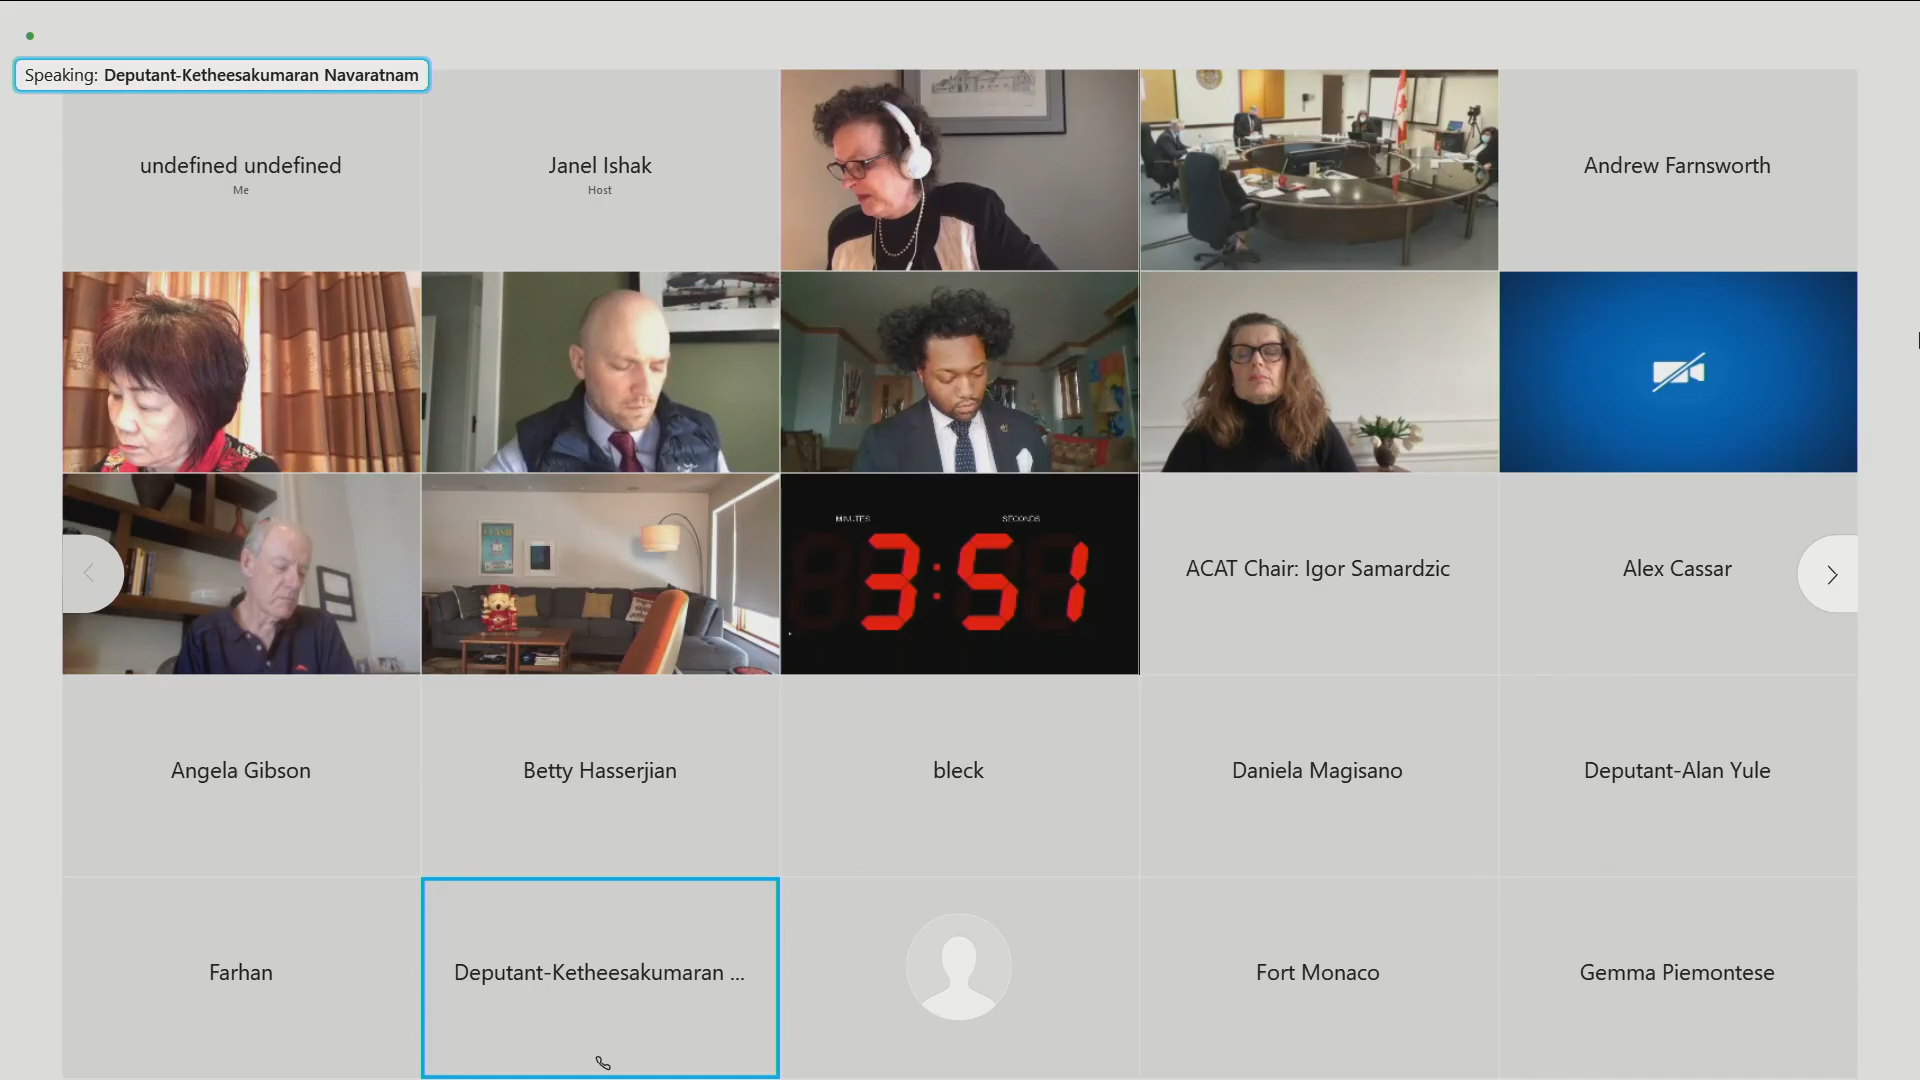 Speaking: Deputant-Ketheesakumaran Navaratnam
undefined undefined
Me
Janel Ishak
Host
Andrew Farnsworth
MINUTES
SECONDS
3:51
ACAT Chair: Igor Samardzic
Alex Cassar
Angela Gibson
Betty Hasserjian
bleck
Daniela Magisano
Deputant-Alan Yule
Farhan
Deputant-Ketheesakumaran ...
Fort Monaco
Gemma Piemontese